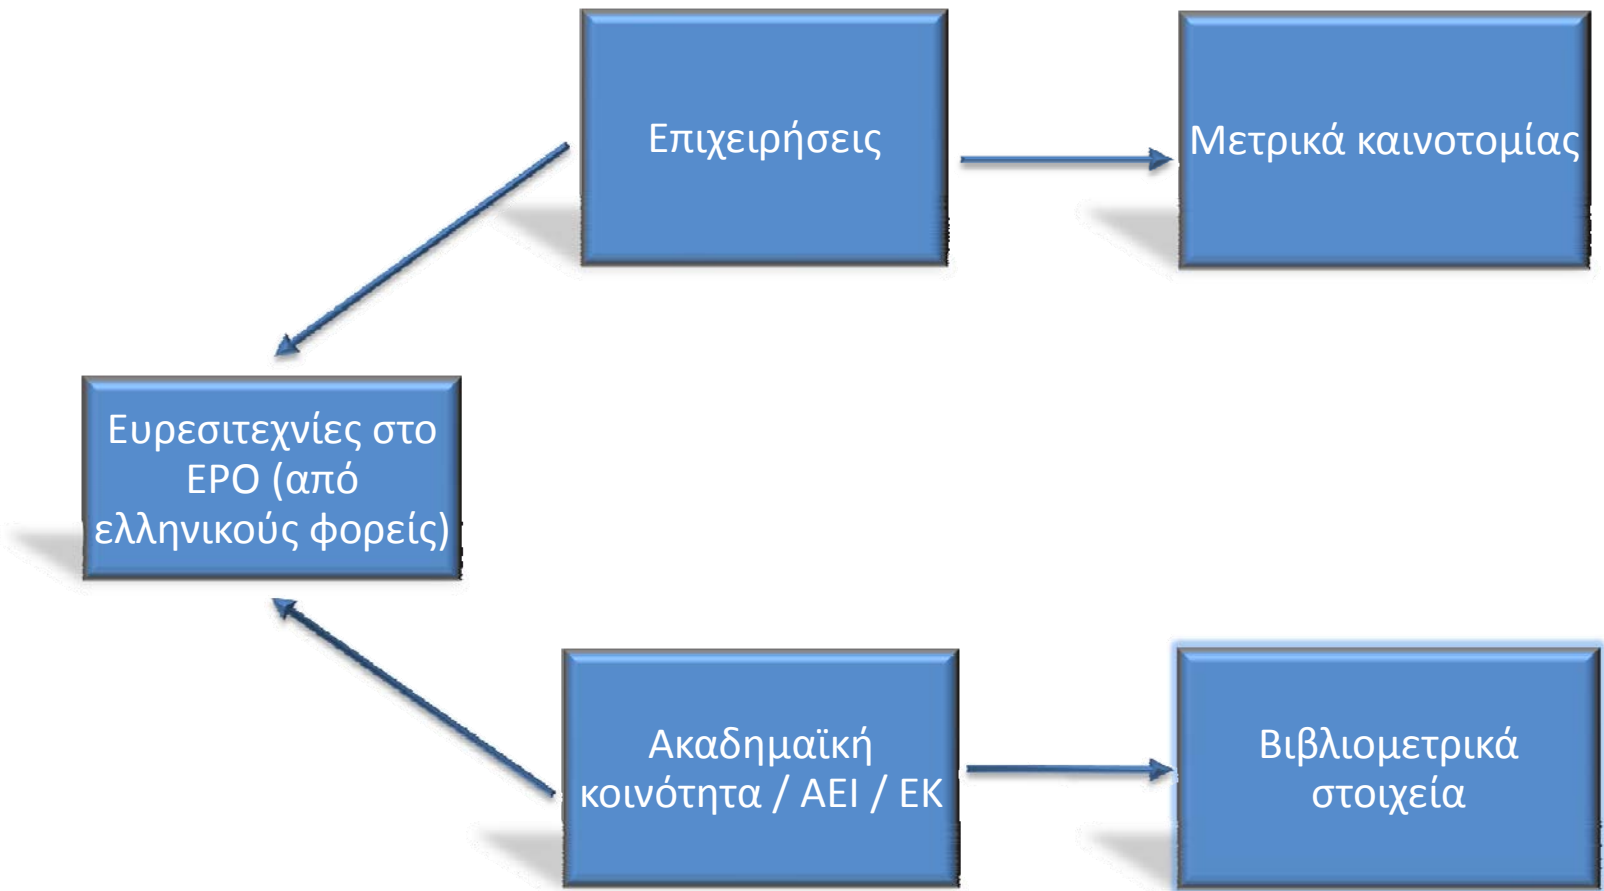 Επιχειρήσεις
Μετρικά καινοτομίας
Ευρεσιτεχνίες στο
EPO (από
ελληνικούς φορείς)
Ακαδημαϊκή
κοινότητα / ΑΕΙ / ΕΚ
Βιβλιομετρικά
στοιχεία